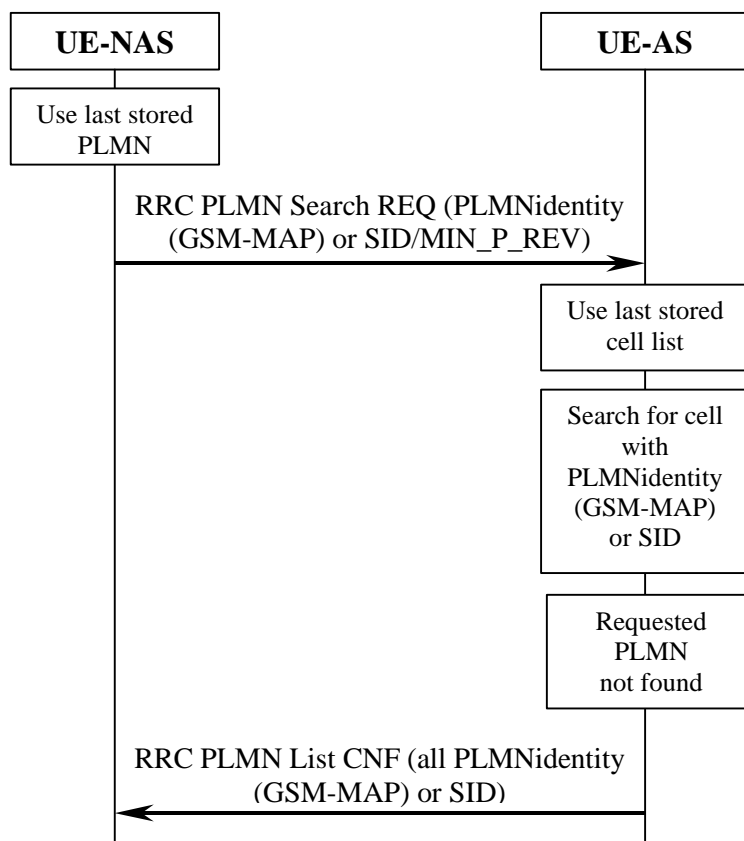 UE-NAS
UE-AS
Use last stored
PLMN
RRC PLMN Search REQ (PLMNidentity
(GSM-MAP) or SID/MIN_P_REV)
Use last stored
cell list
Search for cell
with
PLMNidentity
(GSM-MAP)
or SID
Requested
PLMN
not found
RRC PLMN List CNF (all PLMNidentity
(GSM-MAP) or SID)